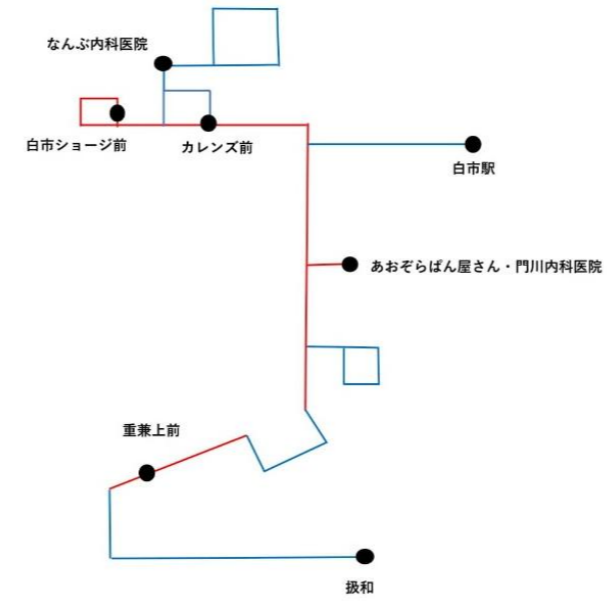 なんぶ内科医院
白市ショージ前
カレンズ前
白市駅
あおぞらぱん屋さん・門川内科医院
重兼上前
扱和